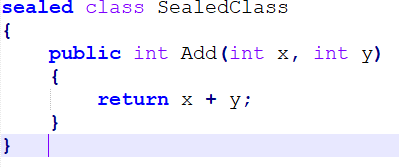 sealed class SealedClass
{
    public int Add(int x, int y)
    {
        return x + y;
    }
}